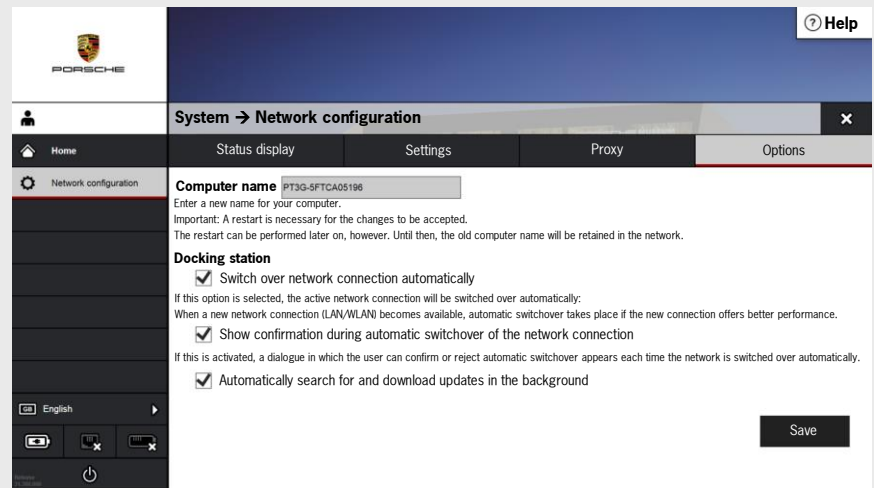 Help
PORSCHE
System → Network configuration
Home
Status display
Settings
Proxy
Options
Network configuration
Computer name PT3G-5FTCA05196
Enter a new name for your computer.
Important: A restart is necessary for the changes to be accepted.
The restart can be performed later on, however. Until then, the old computer name will be retained in the network.
Docking station
Switch over network connection automatically
If this option is selected, the active network connection will be switched over automatically:
When a new network connection (LAN/WLAN) becomes available, automatic switchover takes place if the new connection offers better performance.
Show confirmation during automatic switchover of the network connection
If this is activated, a dialogue in which the user can confirm or reject automatic switchover appears each time the network is switched over automatically.
Automatically search for and download updates in the background
GB English
Save